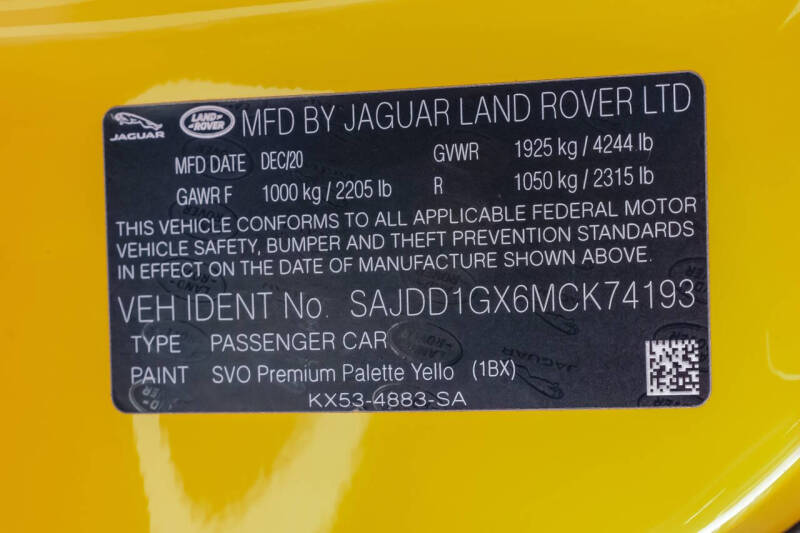 JAGUAR LAND ROVER MFD BY JAGUAR LAND ROVER LTD
MFD DATE DEC/20 GVWR 1925 kg / 4244 lb
GAWR F 1000 kg / 2205 lb R 1050 kg / 2315 lb
THIS VEHICLE CONFORMS TO ALL APPLICABLE FEDERAL MOTOR
VEHICLE SAFETY, BUMPER AND THEFT PREVENTION STANDARDS
IN EFFECT ON THE DATE OF MANUFACTURE SHOWN ABOVE.
VEH IDENT No. SAJDD1GX6MCK74193
TYPE PASSENGER CAR
PAINT SVO Premium Palette Yello (1BX)
KX53-4883-SA